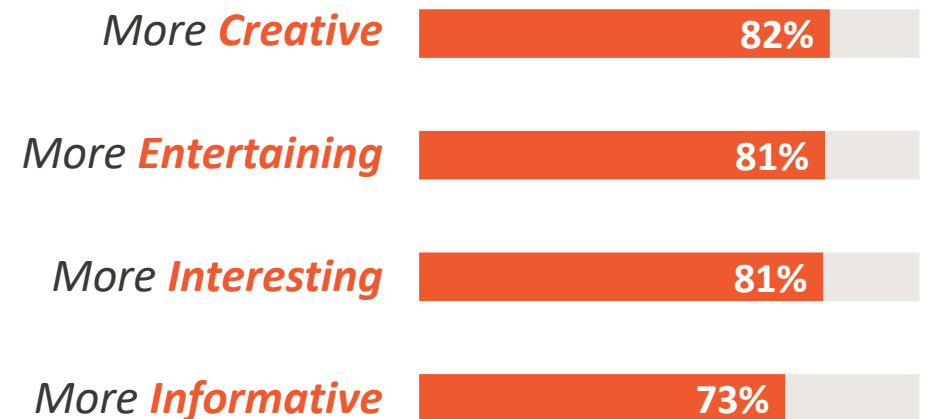 More Creative 82%
More Entertaining 81%
More Interesting 81%
More Informative 73%